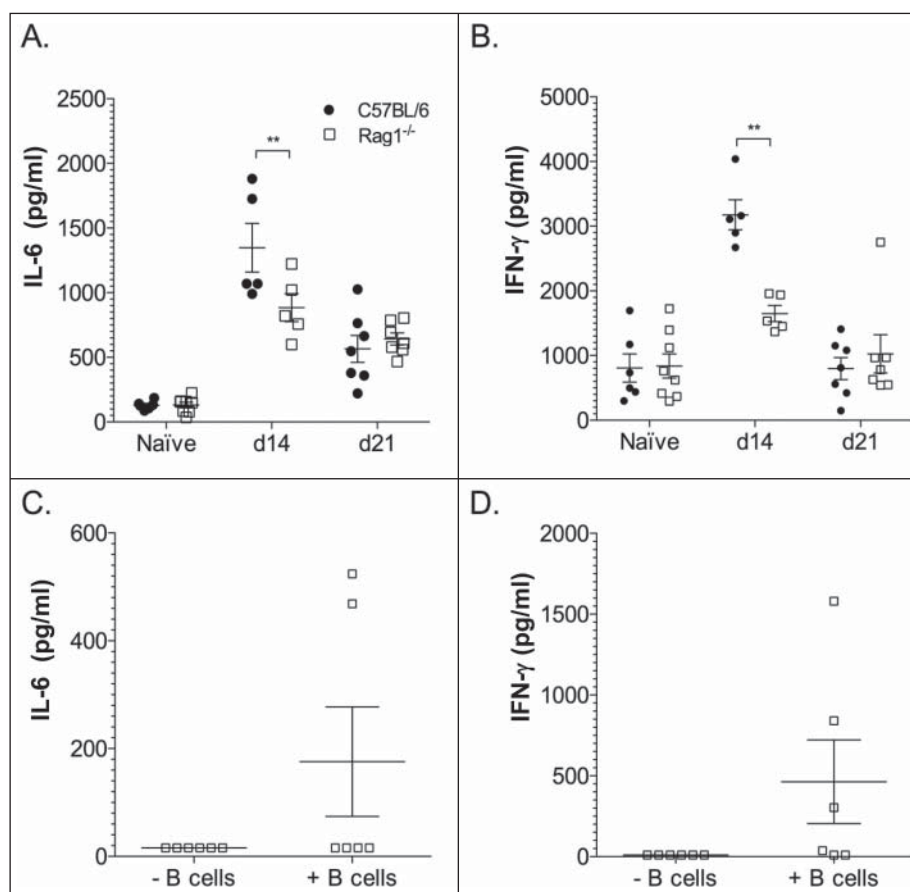 A.
IL-6 (pg/ml)
2500
2000
1500
1000
500
0
● C57BL/6
□ Rag1-/-
**
Naïve d14 d21
B.
IFN-γ (pg/ml)
5000
4000
3000
2000
1000
0
**
Naïve d14 d21
C.
IL-6 (pg/ml)
600
400
200
0
- B cells + B cells
D.
IFN-γ (pg/ml)
2000
1500
1000
500
0
- B cells + B cells